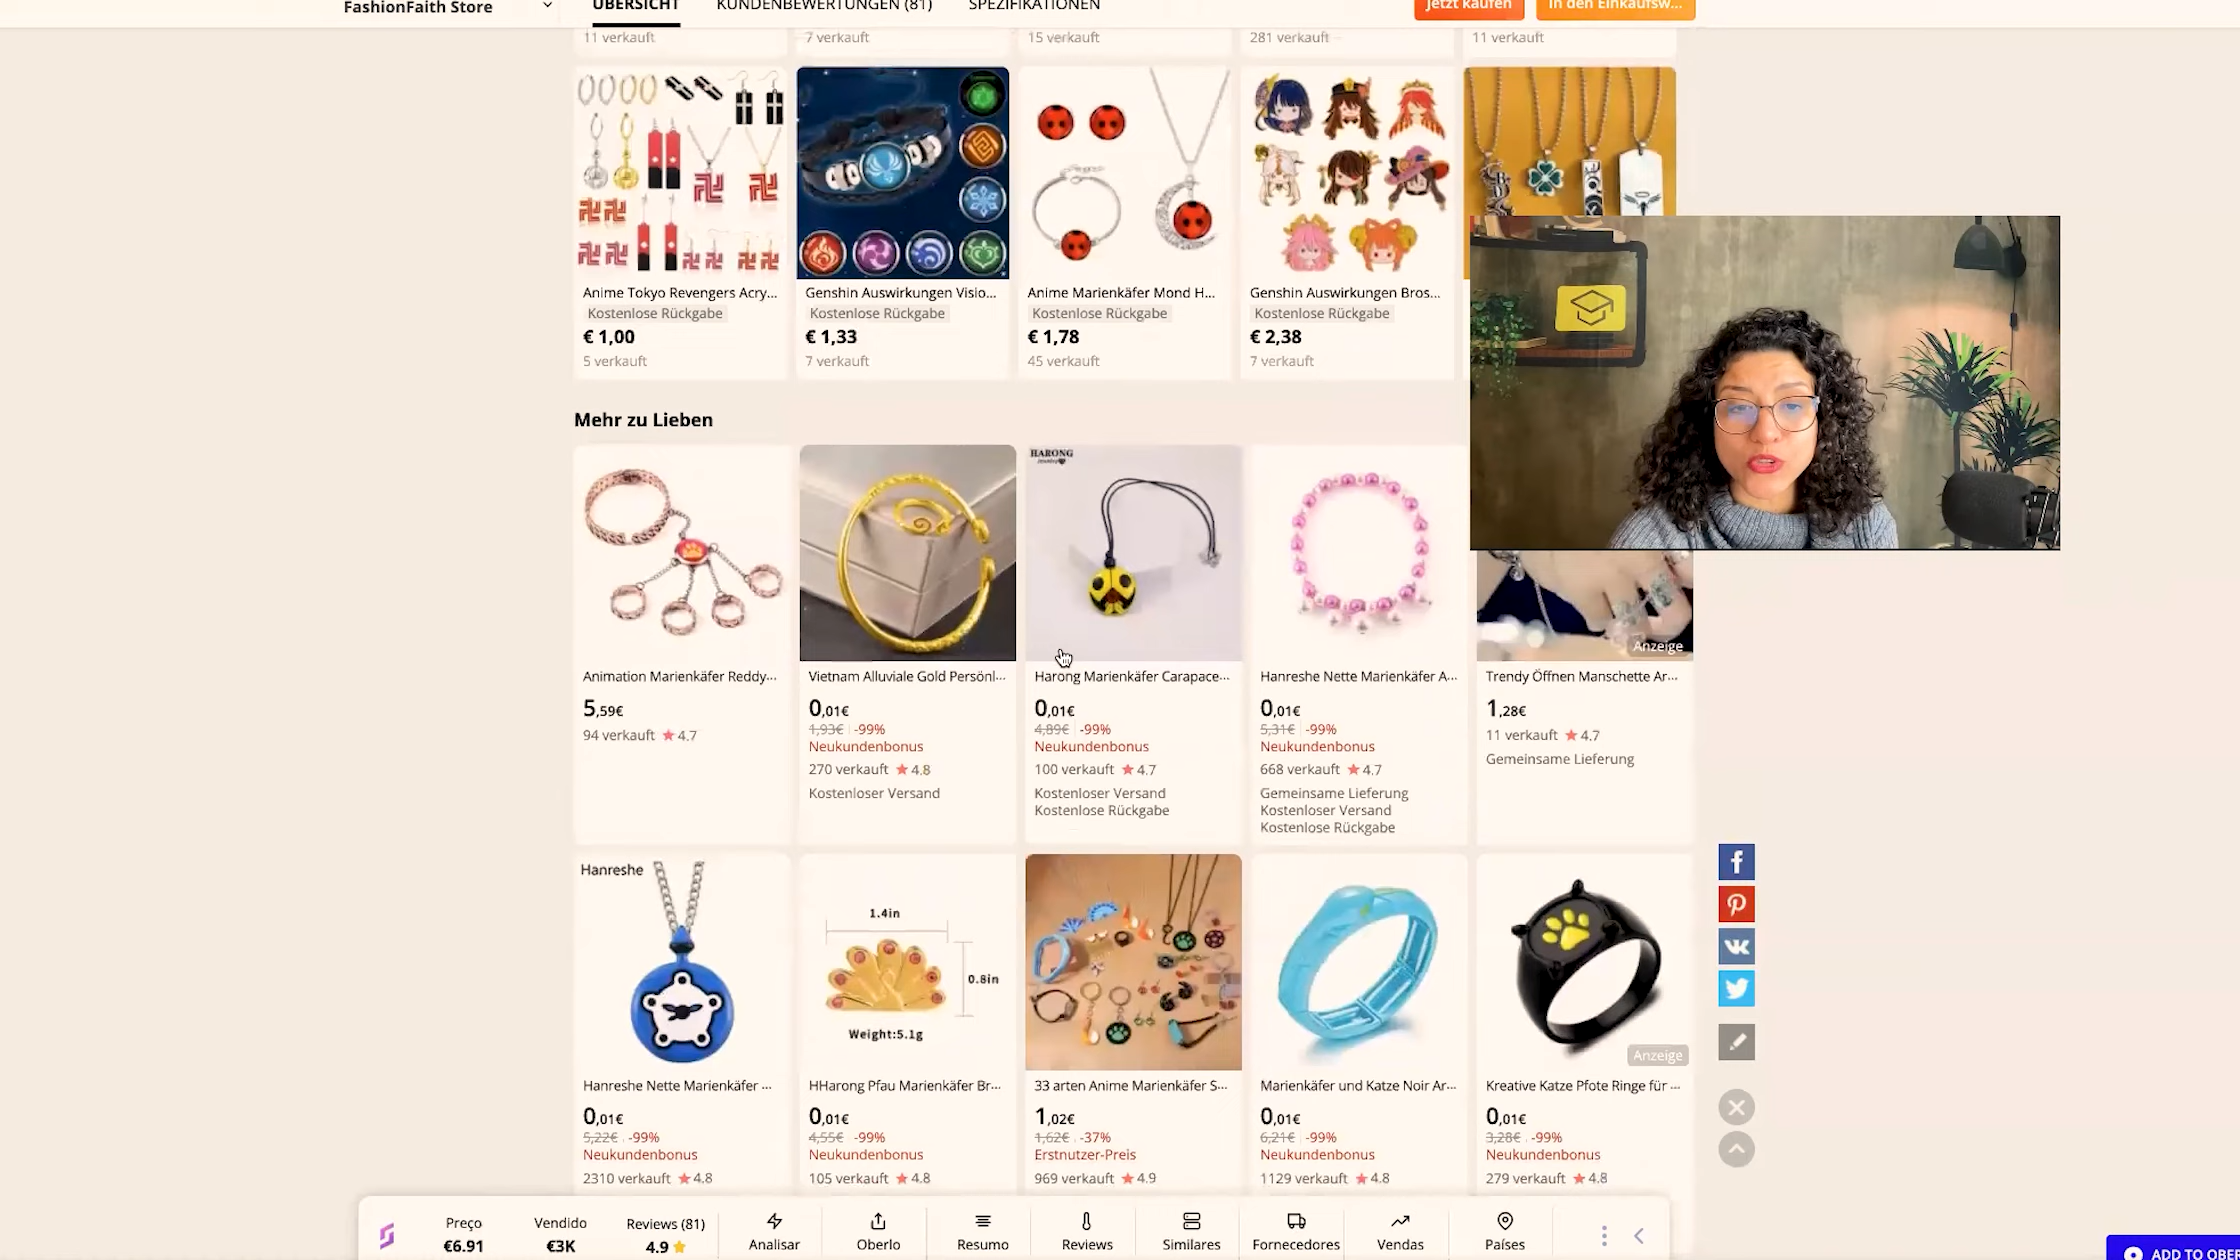 FashionFaith Store
ÜBERSICHT
KUNDENBEWERTUNGEN (81)
SPEZIFIKATIONEN
Jetzt kaufen
In den Einkaufsw...
11 verkauft
7 verkauft
15 verkauft
281 verkauft
11 verkauft
Anime Tokyo Revengers Acry...
Kostenlose Rückgabe
€ 1,00
5 verkauft
Genshin Auswirkungen Visio...
Kostenlose Rückgabe
€ 1,33
7 verkauft
Anime Marienkäfer Mond H...
Kostenlose Rückgabe
€ 1,78
45 verkauft
Genshin Auswirkungen Bros...
Kostenlose Rückgabe
€ 2,38
7 verkauft
Mehr zu Lieben
HARONG
Animation Marienkäfer Reddy...
5,59€
94 verkauft ★ 4.7
Vietnam Alluviale Gold Persönl...
0,01€
1,93€ -99%
Neukundenbonus
270 verkauft ★ 4.8
Kostenloser Versand
Harong Marienkäfer Carapace...
0,01€
4,89€ -99%
Neukundenbonus
100 verkauft ★ 4.7
Kostenloser Versand
Kostenlose Rückgabe
Hanreshe Nette Marienkäfer A...
0,01€
5,31€ -99%
Neukundenbonus
668 verkauft ★ 4.7
Gemeinsame Lieferung
Kostenloser Versand
Kostenlose Rückgabe
Anzeige
Trendy Öffnen Manschette Ar...
1,28€
11 verkauft ★ 4.7
Gemeinsame Lieferung
Hanreshe
Hanreshe Nette Marienkäfer ...
0,01€
5,22€ -99%
Neukundenbonus
2310 verkauft ★ 4.8
1.4in
0.8in
Weight:5.1g
HHarong Pfau Marienkäfer Br...
0,01€
4,55€ -99%
Neukundenbonus
105 verkauft ★ 4.8
33 arten Anime Marienkäfer S...
1,02€
1,62€ -37%
Erstnutzer-Preis
969 verkauft ★ 4.9
Marienkäfer und Katze Noir Ar...
0,01€
6,21€ -99%
Neukundenbonus
1129 verkauft ★ 4.8
Anzeige
Kreative Katze Pfote Ringe für ...
0,01€
3,28€ -99%
Neukundenbonus
279 verkauft ★ 4.8
Preço
€6.91
Vendido
€3K
Reviews (81)
4.9
Analisar
Oberlo
Resumo
Reviews
Similares
Fornecedores
Vendas
Países
ADD TO OBER